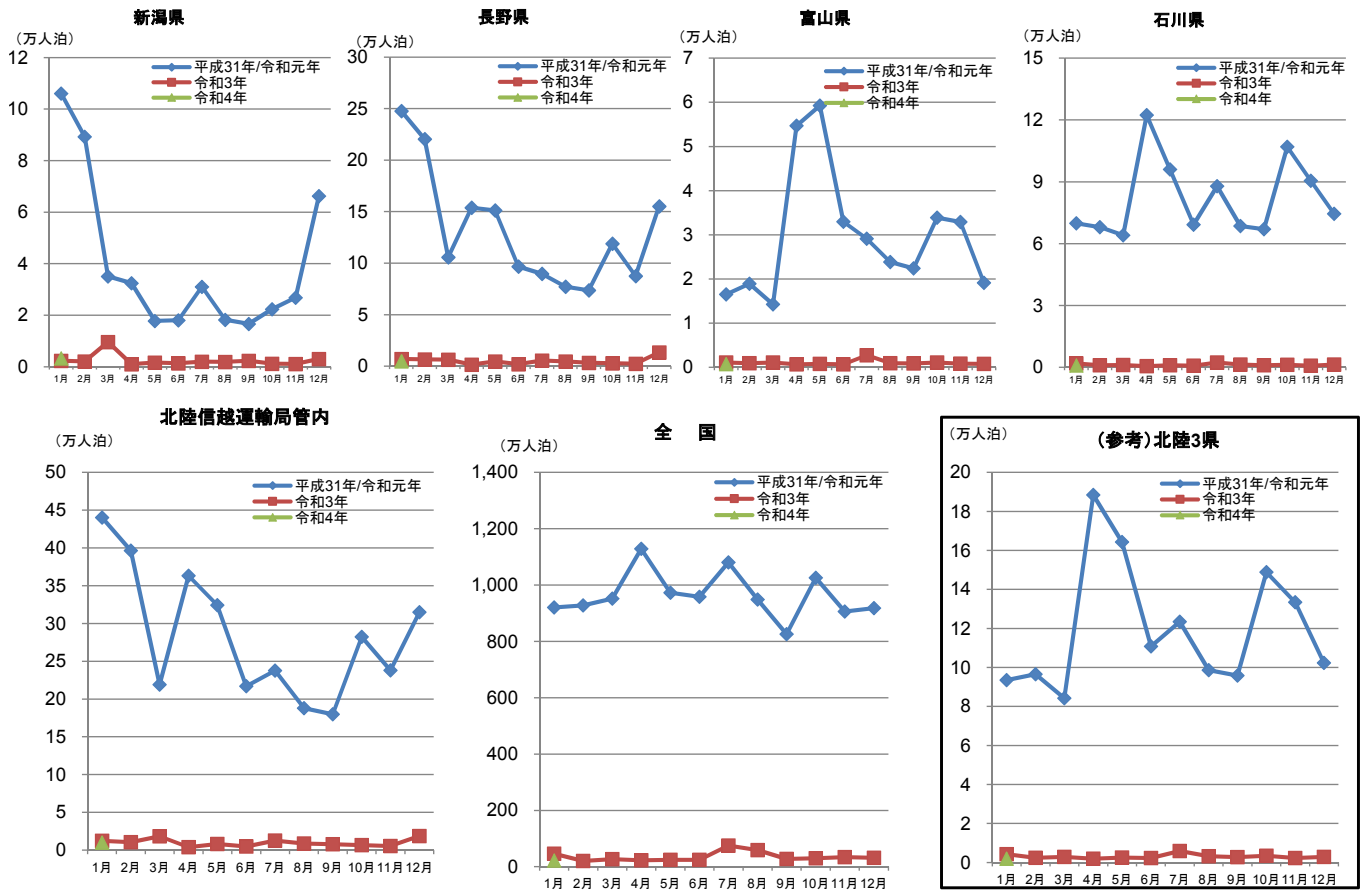 新潟県
(万人泊)
平成31年/令和元年
令和3年
令和4年
12
10
8
6
4
2
0
1月 2月 3月 4月 5月 6月 7月 8月 9月 10月 11月 12月
長野県
(万人泊)
平成31年/令和元年
令和3年
令和4年
30
25
20
15
10
5
0
1月 2月 3月 4月 5月 6月 7月 8月 9月 10月 11月 12月
富山県
(万人泊)
平成31年/令和元年
令和3年
令和4年
7
6
5
4
3
2
1
0
1月 2月 3月 4月 5月 6月 7月 8月 9月 10月 11月 12月
石川県
(万人泊)
平成31年/令和元年
令和3年
令和4年
15
12
9
6
3
0
1月 2月 3月 4月 5月 6月 7月 8月 9月 10月 11月 12月
北陸信越運輸局管内
(万人泊)
平成31年/令和元年
令和3年
令和4年
50
45
40
35
30
25
20
15
10
5
0
1月 2月 3月 4月 5月 6月 7月 8月 9月 10月 11月 12月
全 国
(万人泊)
平成31年/令和元年
令和3年
令和4年
1,400
1,200
1,000
800
600
400
200
0
1月 2月 3月 4月 5月 6月 7月 8月 9月 10月 11月 12月
(参考)北陸3県
(万人泊)
平成31年/令和元年
令和3年
令和4年
20
18
16
14
12
10
8
6
4
2
0
1月 2月 3月 4月 5月 6月 7月 8月 9月 10月 11月 12月